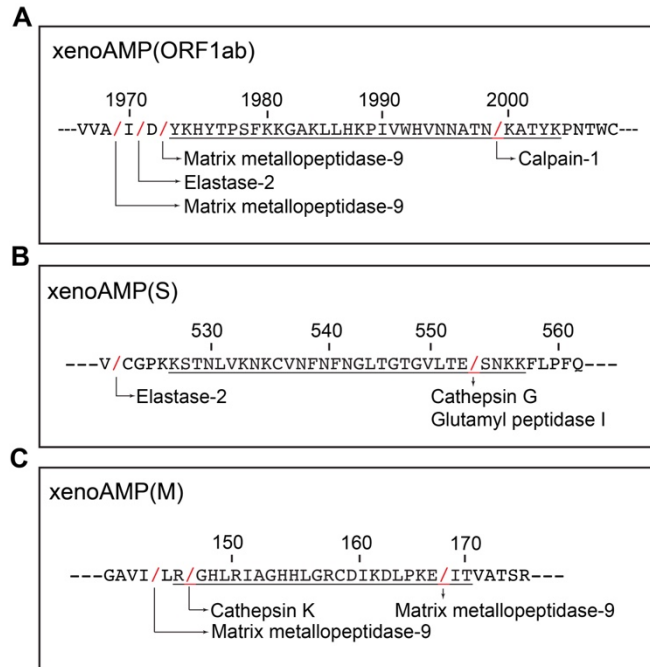 A
xenoAMP(ORF1ab)
1970 1980 1990 2000
---VVA/I/D/YKHYTPSFKKGAKLLHKPIVWHVNNATN/KATYKPNTWC---
Matrix metallopeptidase-9 Calpain-1
Elastase-2
Matrix metallopeptidase-9
B
xenoAMP(S)
530 540 550 560
---V/CGPKKSTNLVKNKCVNFNFNGLTGTGVLTE/SNKKFLPFQ---
Elastase-2 Cathepsin G
Glutamyl peptidase I
C
xenoAMP(M)
150 160 170
---GAVI/LR/GHLRIAGHHLGRCDIKDLPKE/ITVATSR---
Cathepsin K Matrix metallopeptidase-9
Matrix metallopeptidase-9